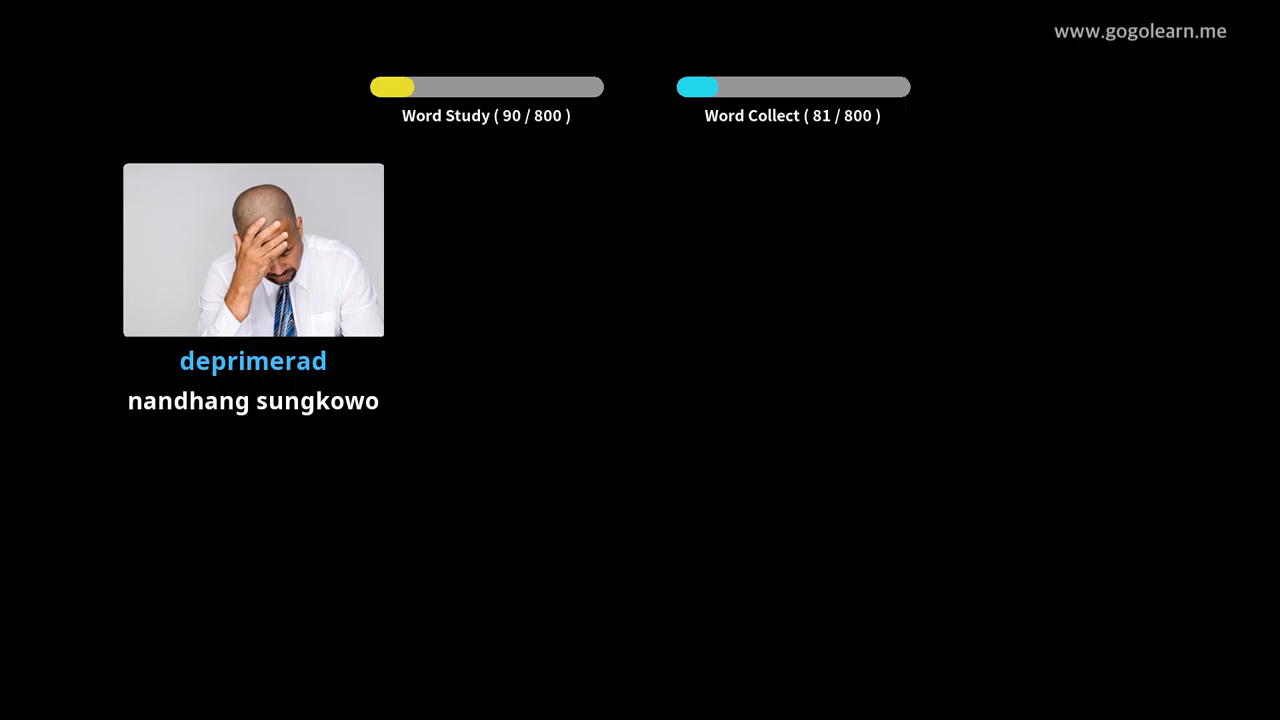 www.gogolearn.me
Word Study ( 90 / 800 )
Word Collect ( 81 / 800 )
deprimerad
nandhang sungkowo